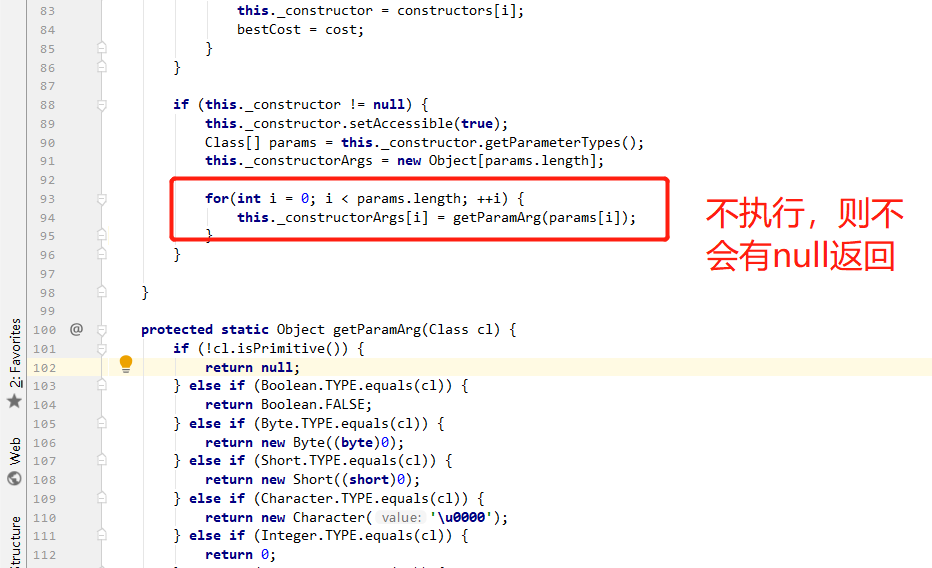 83 this._constructor = constructors[i];
84 bestCost = cost;
85 }
86 }
87
88 if (this._constructor != null) {
89 this._constructor.setAccessible(true);
90 Class[] params = this._constructor.getParameterTypes();
91 this._constructorArgs = new Object[params.length];
92
93 for(int i = 0; i < params.length; ++i) {
94 this._constructorArgs[i] = getParamArg(params[i]);
95 }
96 }
97
98 }
99
100 @ protected static Object getParamArg(Class cl) {
101 if (!cl.isPrimitive()) {
102 return null;
103 } else if (Boolean.TYPE.equals(cl)) {
104 return Boolean.FALSE;
105 } else if (Byte.TYPE.equals(cl)) {
106 return new Byte((byte)0);
107 } else if (Short.TYPE.equals(cl)) {
108 return new Short((short)0);
109 } else if (Character.TYPE.equals(cl)) {
110 return new Character( value: '\u0000');
111 } else if (Integer.TYPE.equals(cl)) {
112 return 0;
不执行，则不
会有null返回
2: Favorites
Web
tructure